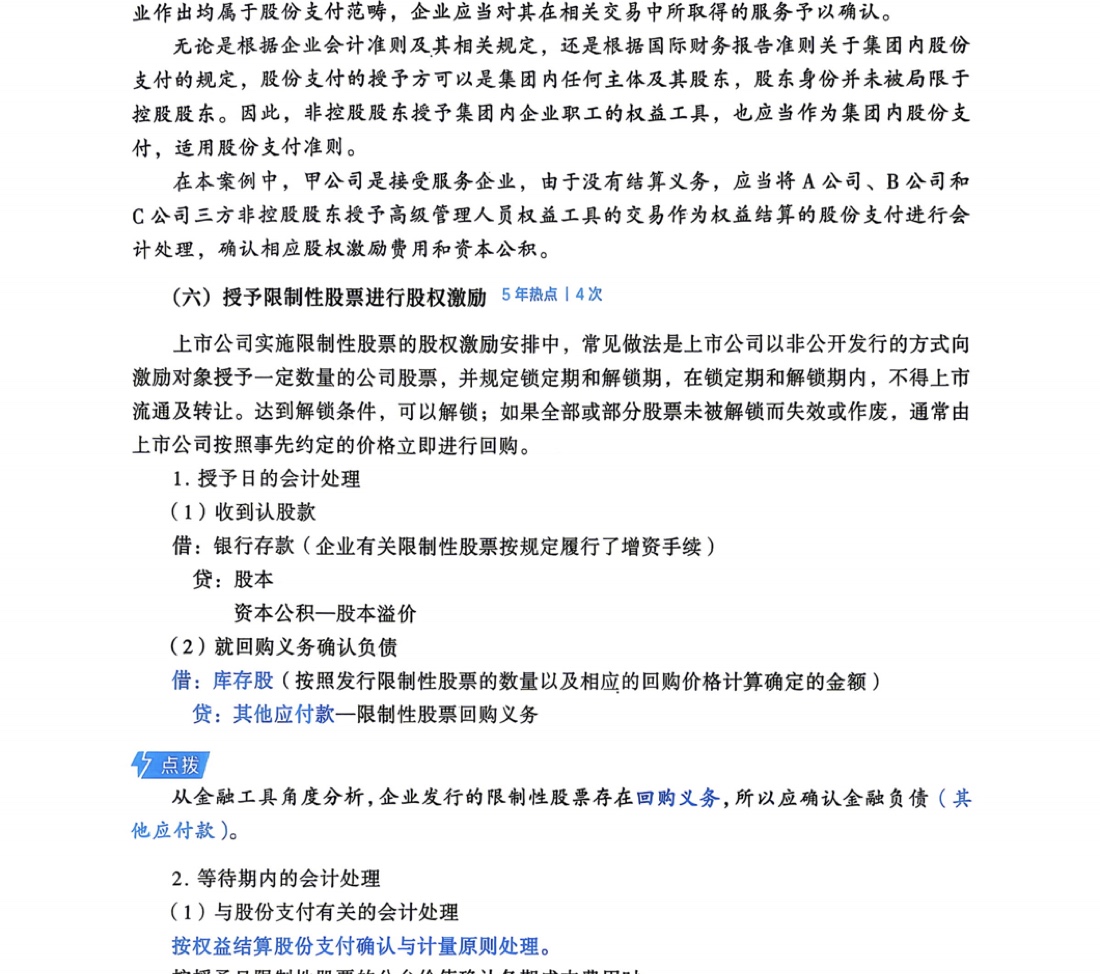 业作出均属于股份支付范畴，企业应当对其在相关交易中所取得的服务予以确认。
无论是根据企业会计准则及其相关规定，还是根据国际财务报告准则关于集团内股份
支付的规定，股份支付的授予方可以是集团内任何主体及其股东，股东身份并未被局限于
控股股东。因此，非控股股东授予集团内企业职工的权益工具，也应当作为集团内股份支
付，适用股份支付准则。
在本案例中，甲公司是接受服务企业，由于没有结算义务，应当将 A 公司、B 公司和
C 公司三方非控股股东授予高级管理人员权益工具的交易作为权益结算的股份支付进行会
计处理，确认相应股权激励费用和资本公积。
（六）授予限制性股票进行股权激励 5 年热点 | 4 次
上市公司实施限制性股票的股权激励安排中，常见做法是上市公司以非公开发行的方式向
激励对象授予一定数量的公司股票，并规定锁定期和解锁期，在锁定期和解锁期内，不得上市
流通及转让。达到解锁条件，可以解锁；如果全部或部分股票未被解锁而失效或作废，通常由
上市公司按照事先约定的价格立即进行回购。
1. 授予日的会计处理
（1）收到认股款
借：银行存款（企业有关限制性股票按规定履行了增资手续）
贷：股本
资本公积—股本溢价
（2）就回购义务确认负债
借：库存股（按照发行限制性股票的数量以及相应的回购价格计算确定的金额）
贷：其他应付款—限制性股票回购义务
点拨
从金融工具角度分析，企业发行的限制性股票存在回购义务，所以应确认金融负债（其
他应付款）。
2. 等待期内的会计处理
（1）与股份支付有关的会计处理
按权益结算股份支付确认与计量原则处理。